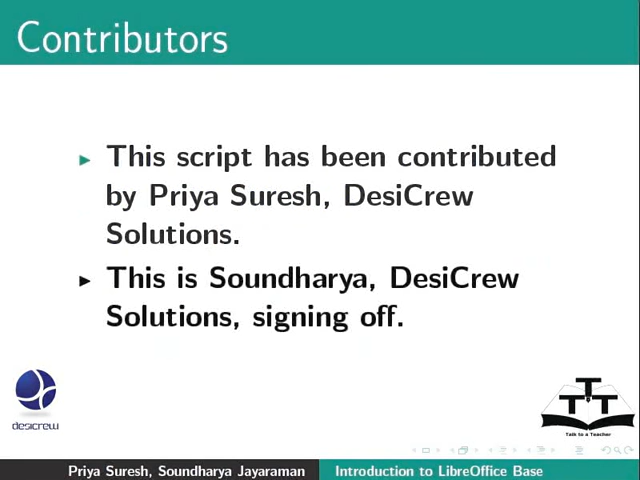 Contributors
This script has been contributed
by Priya Suresh, DesiCrew
Solutions.
This is Soundharya, DesiCrew
Solutions, signing off.
desicrew
T
T T
Talk to a Teacher
Priya Suresh, Soundharya Jayaraman Introduction to LibreOffice Base